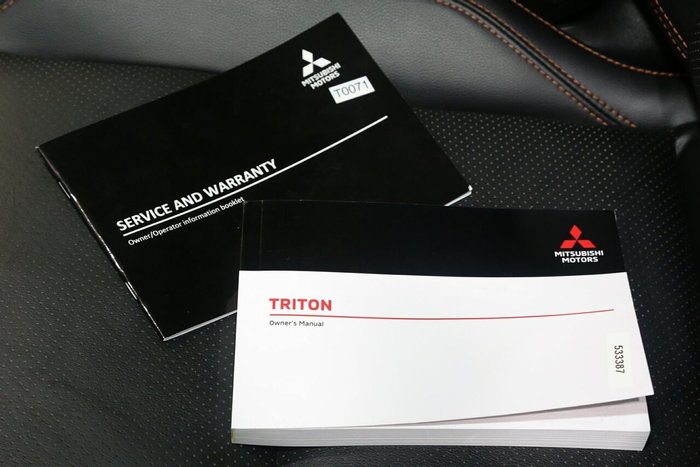 MITSUBISHI
MOTORS
T0071
SERVICE AND WARRANTY
Owner/Operator information booklet
MITSUBISHI
MOTORS
TRITON
Owner's Manual
533387